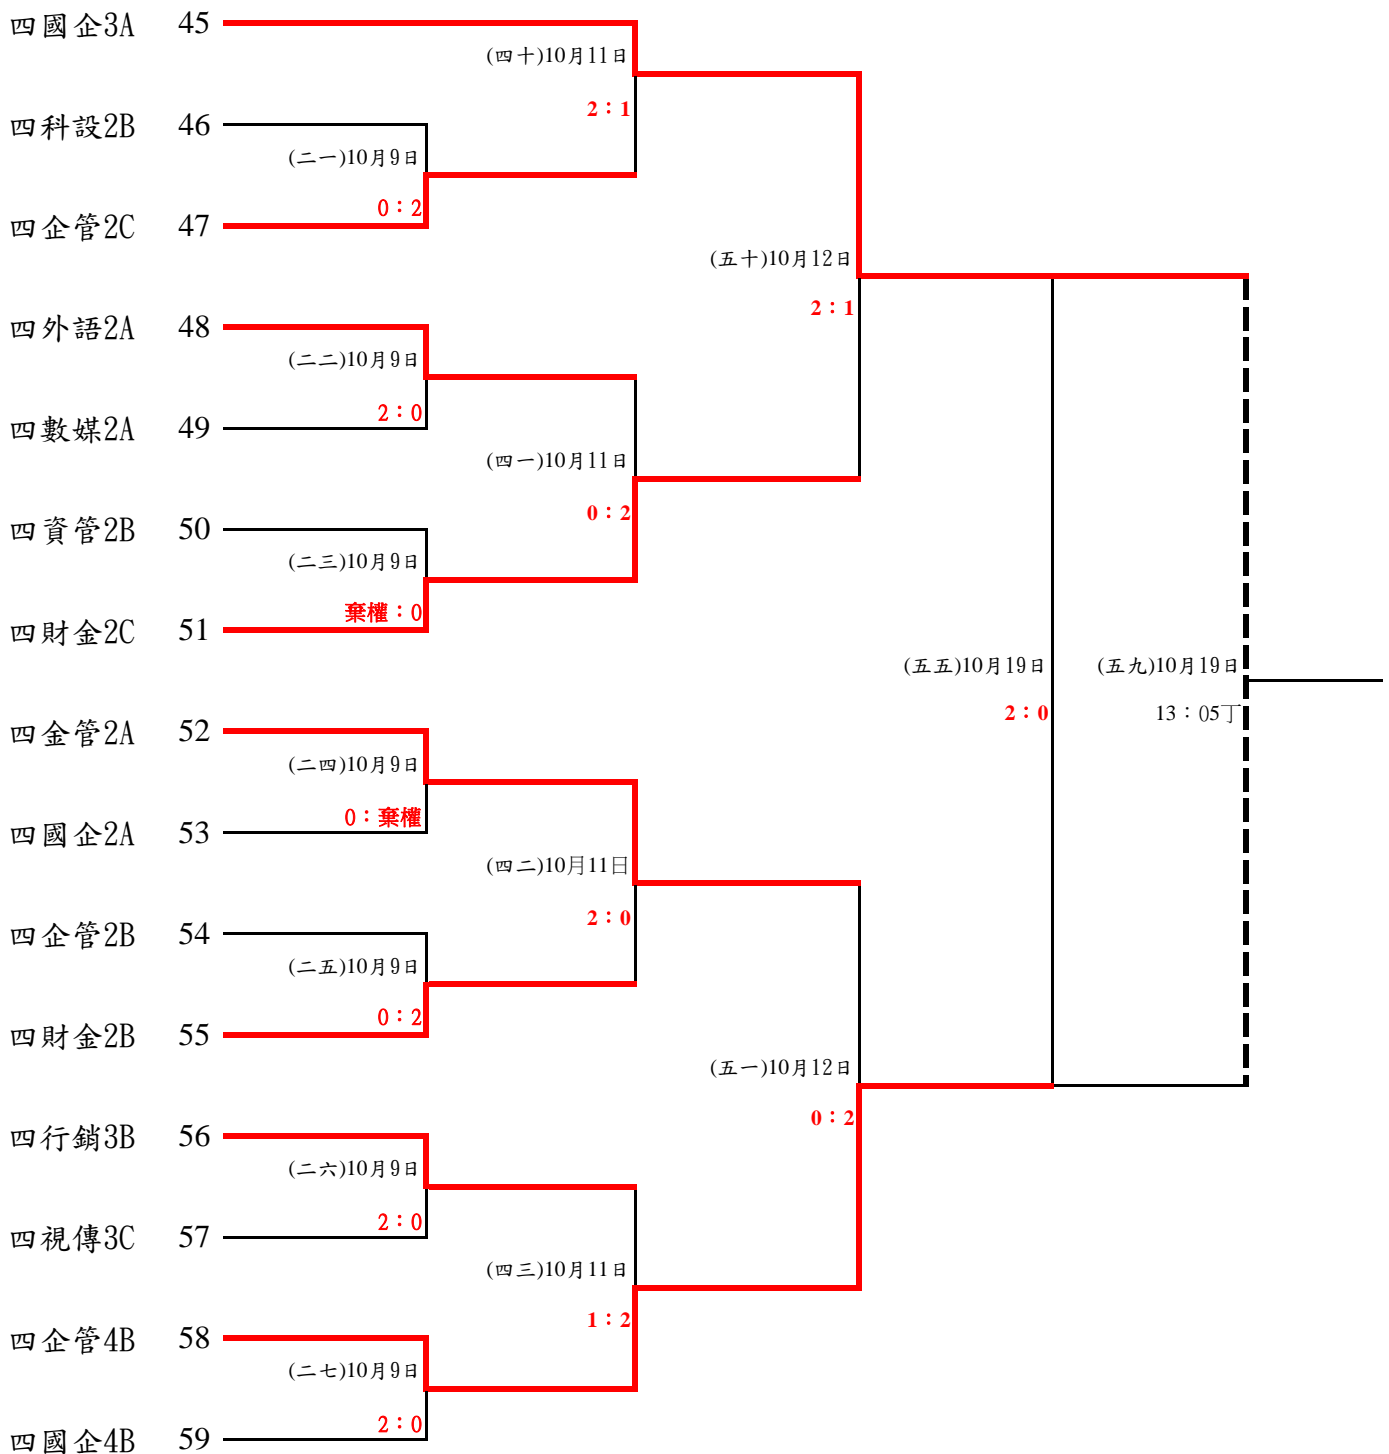 四國企3A 45
(四十)10月11日
2：1
四科設2B 46
(二一)10月9日
0：2
四企管2C 47
(五十)10月12日
2：1
四外語2A 48
(二二)10月9日
2：0
四數媒2A 49
(四一)10月11日
0：2
四資管2B 50
(二三)10月9日
棄權：0
四財金2C 51
(五五)10月19日
2：0
(五九)10月19日
13：05丁
四金管2A 52
(二四)10月9日
0：棄權
四國企2A 53
(四二)10月11日
2：0
四企管2B 54
(二五)10月9日
0：2
四財金2B 55
(五一)10月12日
0：2
四行銷3B 56
(二六)10月9日
2：0
四視傳3C 57
(四三)10月11日
1：2
四企管4B 58
(二七)10月9日
2：0
四國企4B 59